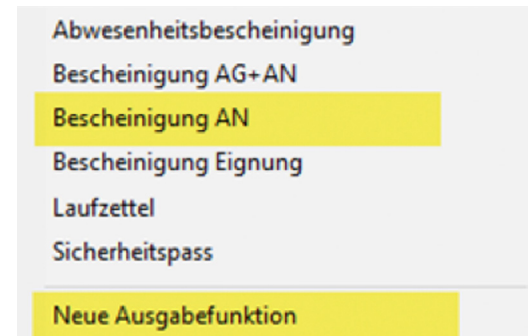 Abwesenheitsbescheinigung
Bescheinigung AG+AN
Bescheinigung AN
Bescheinigung Eignung
Laufzettel
Sicherheitspass
Neue Ausgabefunktion